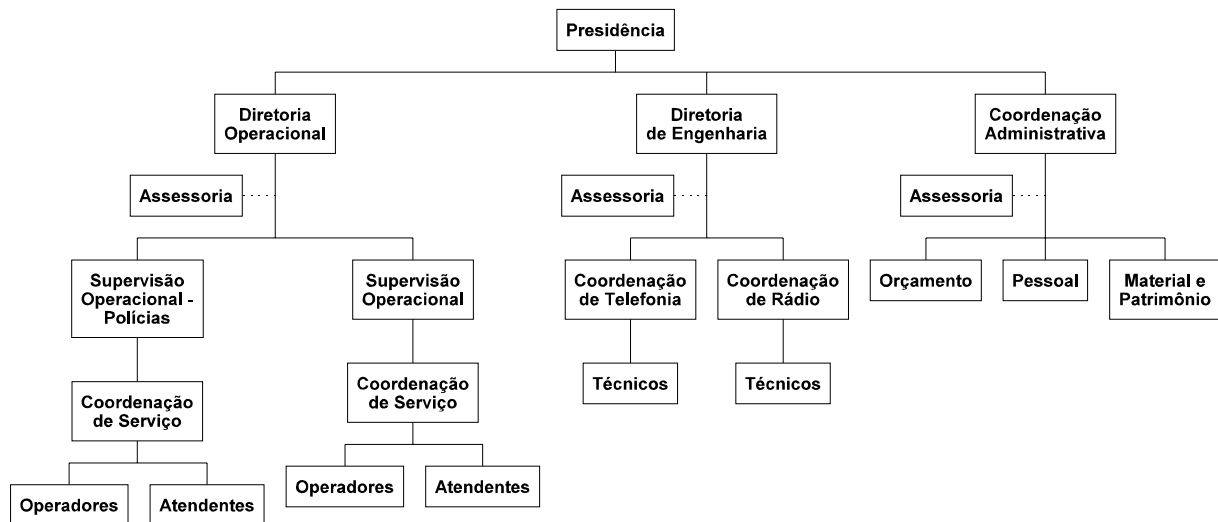 Presidência
Diretoria
Operacional
Diretoria
de Engenharia
Coordenação
Administrativa
Assessoria
Assessoria
Assessoria
Supervisão
Operacional -
Polícias
Supervisão
Operacional
Coordenação
de Telefonia
Coordenação
de Rádio
Orçamento
Pessoal
Material e
Patrimônio
Coordenação
de Serviço
Coordenação
de Serviço
Técnicos
Técnicos
Operadores
Atendentes
Operadores
Atendentes